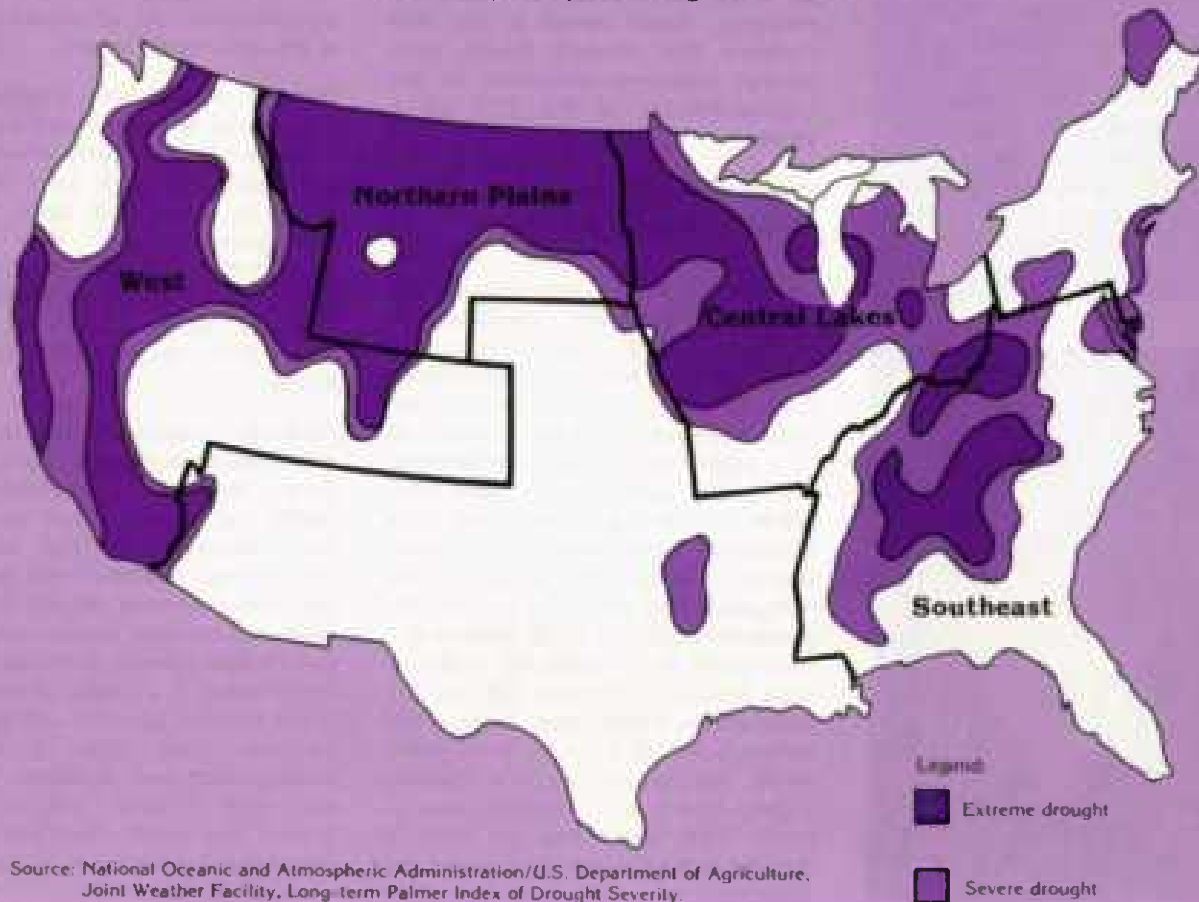 Northern Plains
West
Central Lakes
Southeast
Legend:
Extreme drought
Severe drought
Source: National Oceanic and Atmospheric Administration/U.S. Department of Agriculture,
Joint Weather Facility, Long-term Palmer Index of Drought Severity.